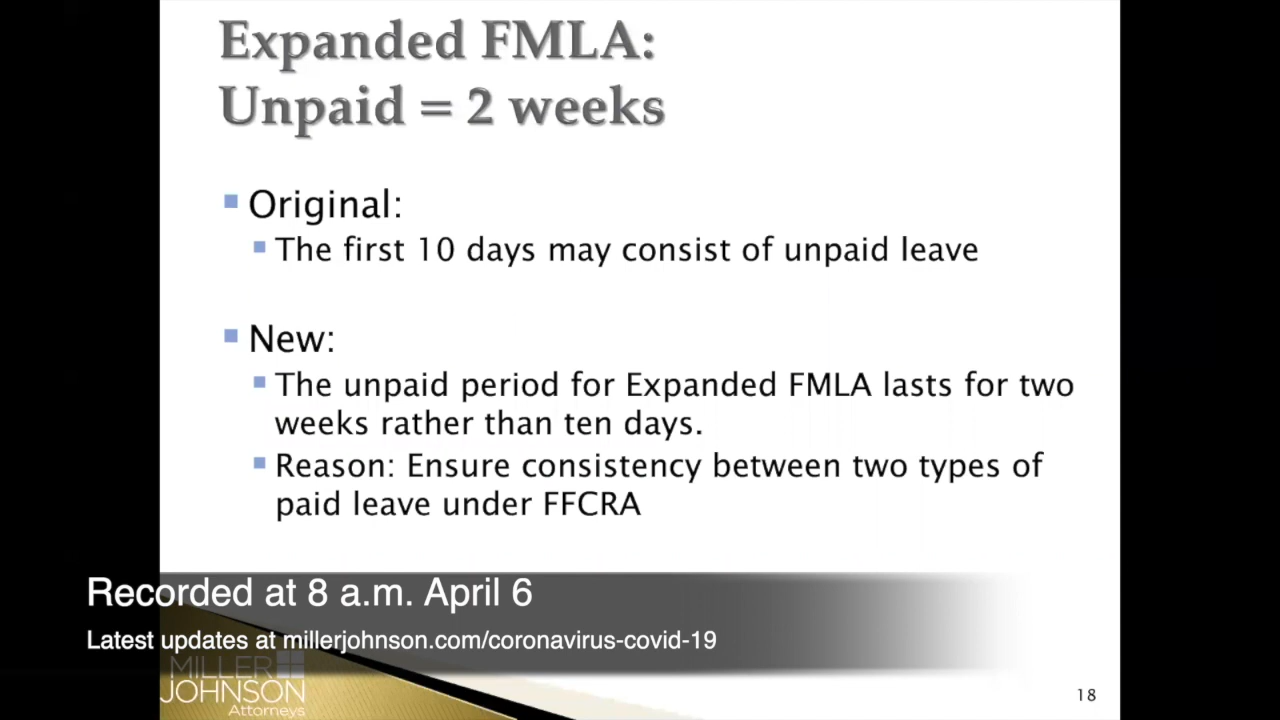 Expanded FMLA:
Unpaid = 2 weeks
Original:
The first 10 days may consist of unpaid leave
New:
The unpaid period for Expanded FMLA lasts for two
weeks rather than ten days.
Reason: Ensure consistency between two types of
paid leave under FFCRA
Recorded at 8 a.m. April 6
Latest updates at millerjohnson.com/coronavirus-covid-19
MILLER
JOHNSON
Attorneys
18